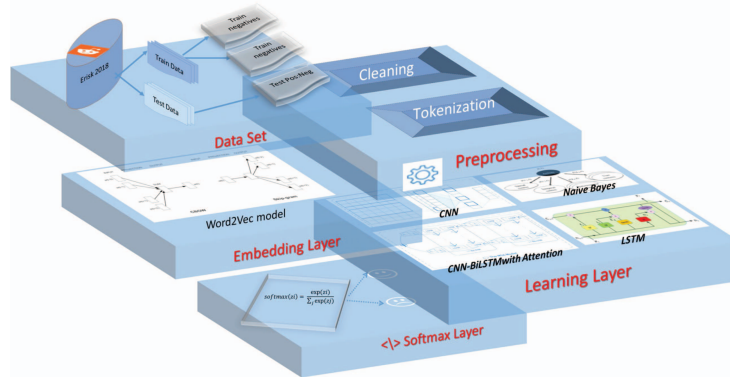 Train
negatives
Train
negatives
Test Pos-Neg
Erisk 2018
Train Data
Test Data
Data Set
Cleaning
Tokenization
Preprocessing
Word2Vec model
Embedding Layer
CNN
Naive Bayes
CNN-BiLSTMwith Attention
LSTM
Learning Layer
softmax(zi) = exp(zi) / ∑j exp(zj)
<\> Softmax Layer